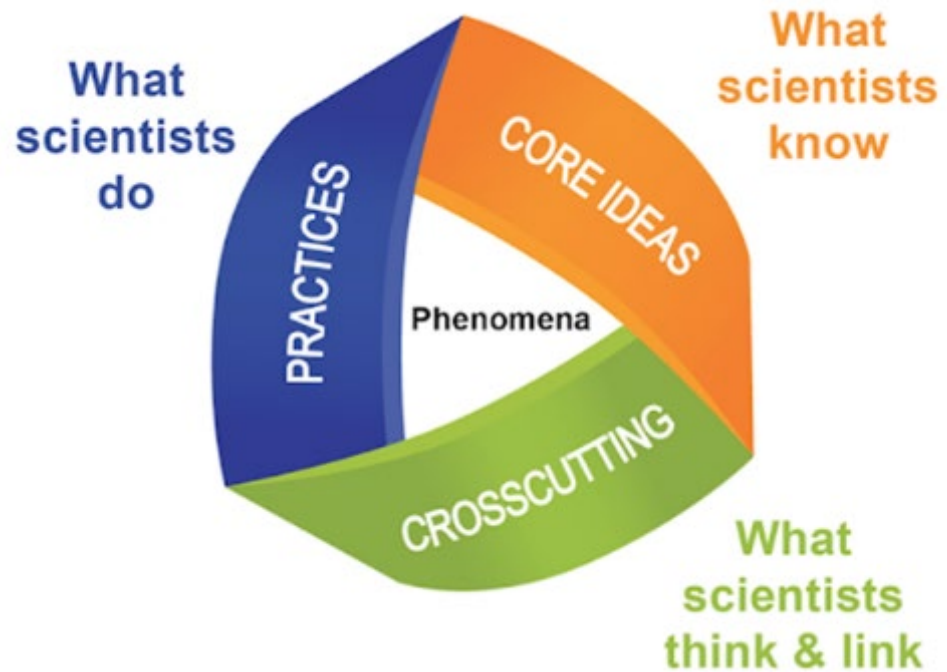 What
scientists
do
PRACTICES
What
scientists
know
CORE IDEAS
Phenomena
CROSSCUTTING
What
scientists
think & link